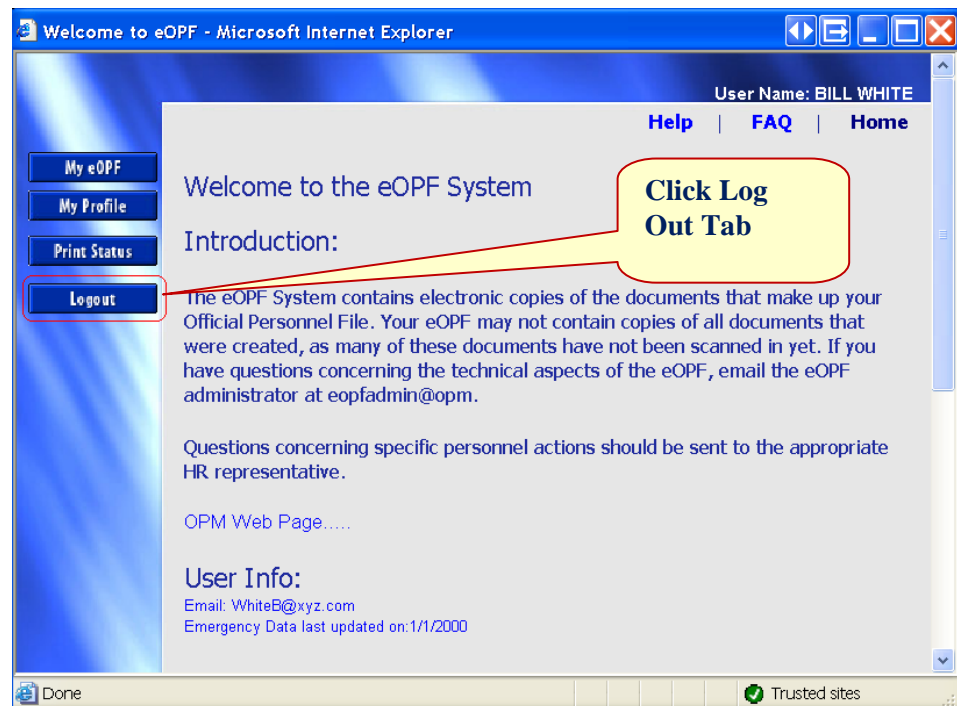 Welcome to eOPF - Microsoft Internet Explorer
User Name: BILL WHITE
Help | FAQ | Home
My eOPF
My Profile
Print Status
Logout
Welcome to the eOPF System
Click Log
Out Tab
Introduction:
The eOPF System contains electronic copies of the documents that make up your
Official Personnel File. Your eOPF may not contain copies of all documents that
were created, as many of these documents have not been scanned in yet. If you
have questions concerning the technical aspects of the eOPF, email the eOPF
administrator at eopfadmin@opm.
Questions concerning specific personnel actions should be sent to the appropriate
HR representative.
OPM Web Page.....
User Info:
Email: WhiteB@xyz.com
Emergency Data last updated on:1/1/2000
Done
Trusted sites